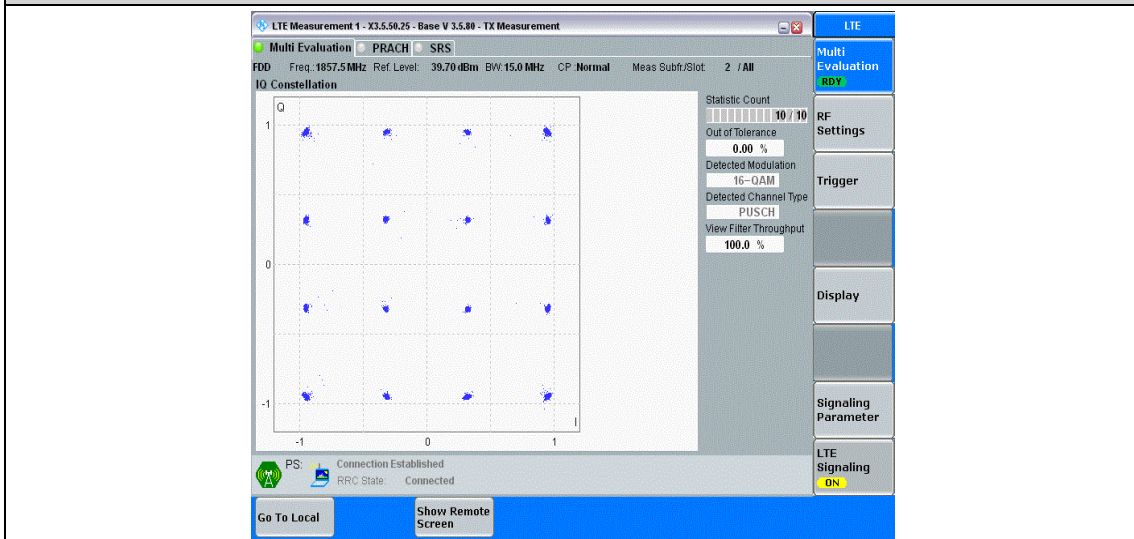 LTE Measurement 1 - X3.5.50.25 - Base V 3.5.80 - TX Measurement
LTE
Multi Evaluation PRACH SRS
Multi
Evaluation
RDY
FDD Freq.:1857.5 MHz Ref. Level: 39.70 dBm BW:15.0 MHz CP:Normal Meas Subfr./Slot: 2 / All
IQ Constellation
Statistic Count
10 / 10
Out of Tolerance
0.00 %
Detected Modulation
16-QAM
Detected Channel Type
PUSCH
View Filter Throughput
100.0 %
Q
1
0
-1
I
-1 0 1
RF
Settings
Trigger
Display
Signaling
Parameter
LTE
Signaling
ON
PS: Connection Established
RRC State: Connected
Go To Local
Show Remote
Screen